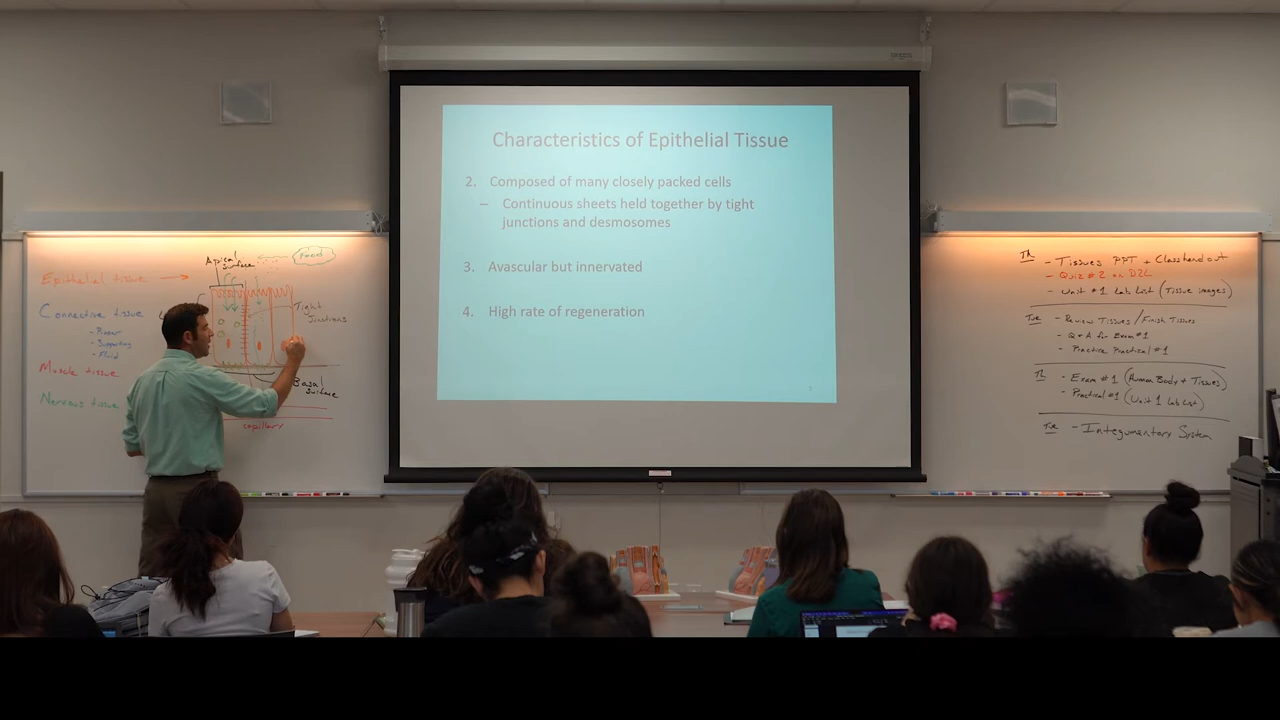 Characteristics of Epithelial Tissue
2. Composed of many closely packed cells
– Continuous sheets held together by tight
junctions and desmosomes
3. Avascular but innervated
4. High rate of regeneration
Epithelial tissue →
Connective tissue
- Proper
- Supporting
- Fluid
Muscle tissue
Nervous tissue
Apical
Surface
Food
Tight
Junctions
Basal
Surface
capillary
Th - Tissues PPT + Class handout
- Quiz #2 on D2L
- Unit #1 Lab List (Tissue images)
Tue - Review Tissues / Finish Tissues
- Q+A for Exam #1
- Practice Practical #1
Th - Exam #1 (Human Body + Tissues)
- Practical #1 (Unit 1 Lab List)
Tue - Integumentary System